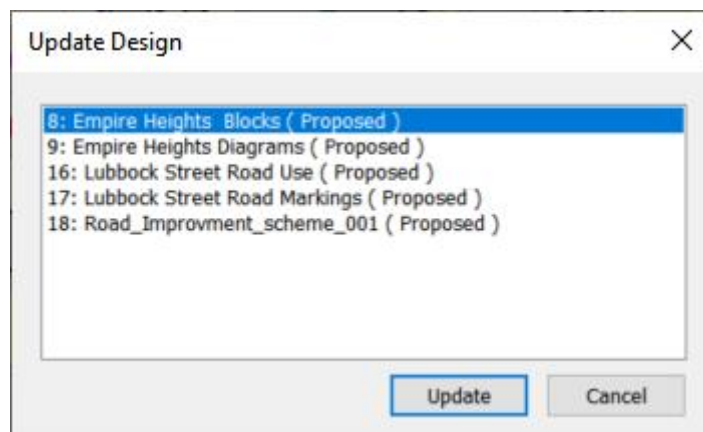 Update Design
8: Empire Heights  Blocks ( Proposed )
9: Empire Heights Diagrams ( Proposed )
16: Lubbock Street Road Use ( Proposed )
17: Lubbock Street Road Markings ( Proposed )
18: Road_Improvment_scheme_001 ( Proposed )
Update Cancel